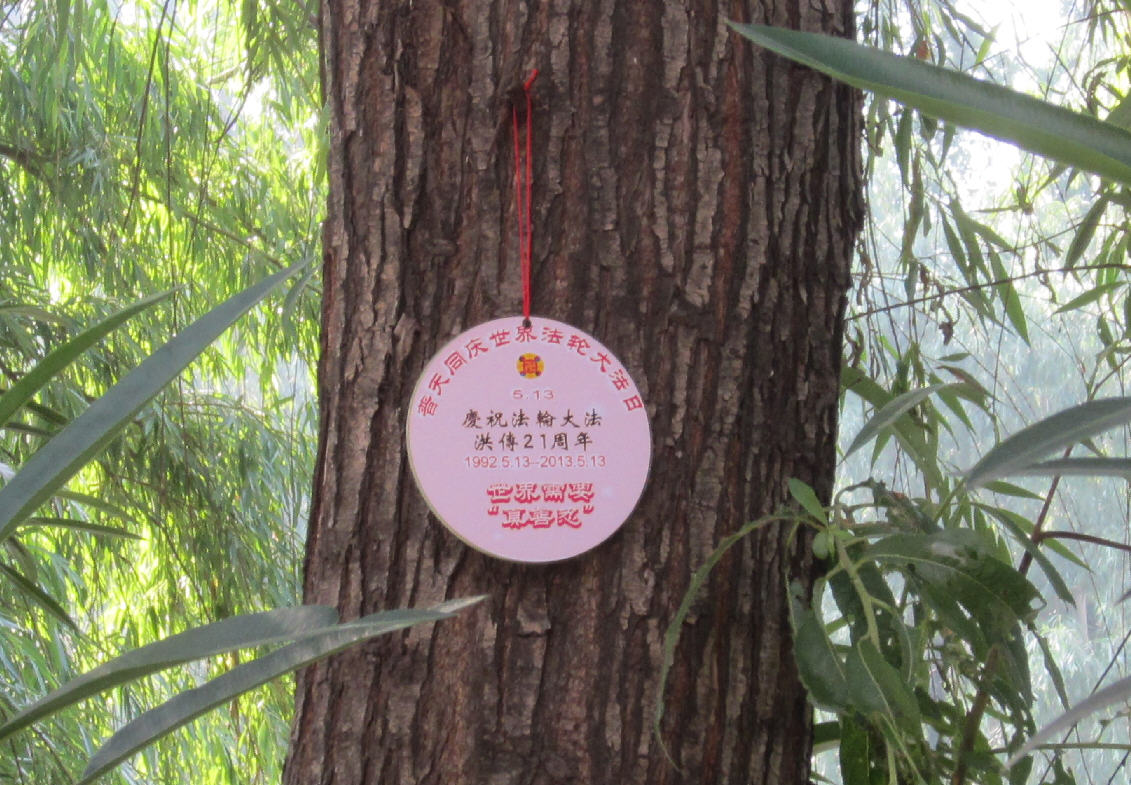 普天同庆世界法轮大法日
5.13
慶祝法輪大法
洪傳21周年
1992.5.13--2013.5.13
世界需要
"真善忍"